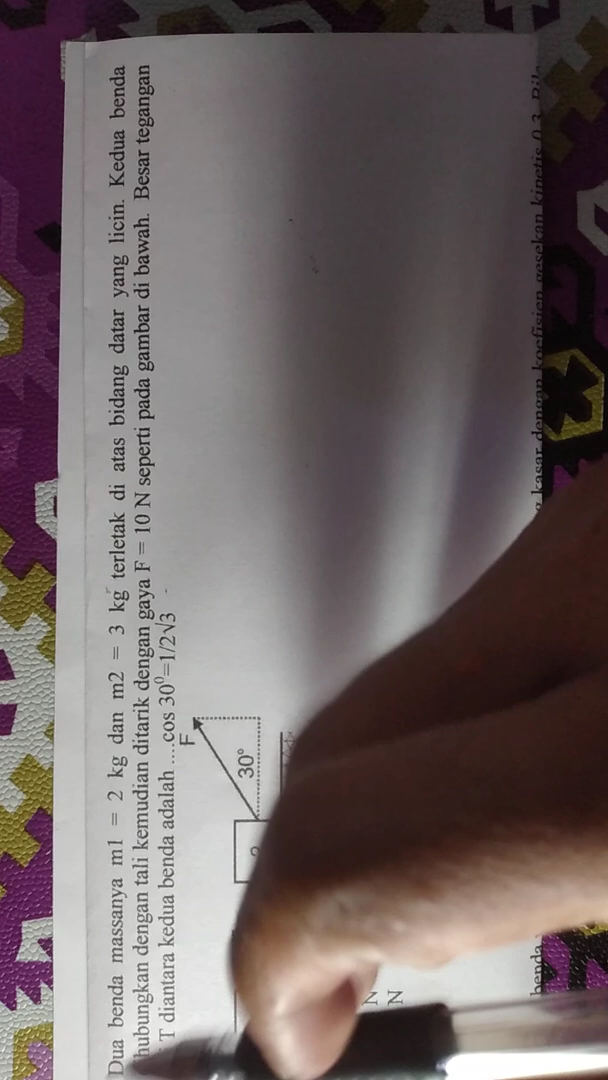 Dua benda massanya m1 = 2 kg dan m2 = 3 kg terletak di atas bidang datar yang licin. Kedua benda
hubungkan dengan tali kemudian ditarik dengan gaya F = 10 N seperti pada gambar di bawah. Besar tegangan
T diantara kedua benda adalah ....cos 30⁰=1/2√3
F
30°
N
N
benda
kasar dengan koefisien gesekan kinetis 0,3